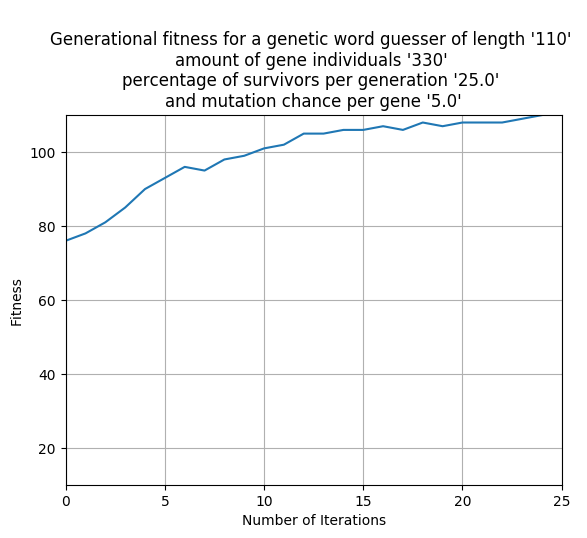 Generational fitness for a genetic word guesser of length '110'
amount of gene individuals '330'
percentage of survivors per generation '25.0'
and mutation chance per gene '5.0'
100
80
60
40
20
Fitness
0 5 10 15 20 25
Number of Iterations